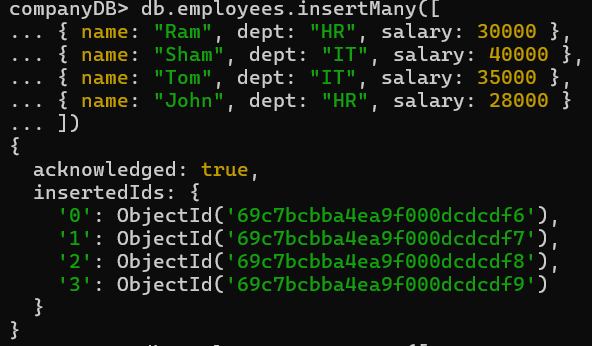 companyDB> db.employees.insertMany([
... { name: "Ram", dept: "HR", salary: 30000 },
... { name: "Sham", dept: "IT", salary: 40000 },
... { name: "Tom", dept: "IT", salary: 35000 },
... { name: "John", dept: "HR", salary: 28000 }
... ])
{
  acknowledged: true,
  insertedIds: {
    '0': ObjectId('69c7bcbba4ea9f000dcdcdf6'),
    '1': ObjectId('69c7bcbba4ea9f000dcdcdf7'),
    '2': ObjectId('69c7bcbba4ea9f000dcdcdf8'),
    '3': ObjectId('69c7bcbba4ea9f000dcdcdf9')
  }
}